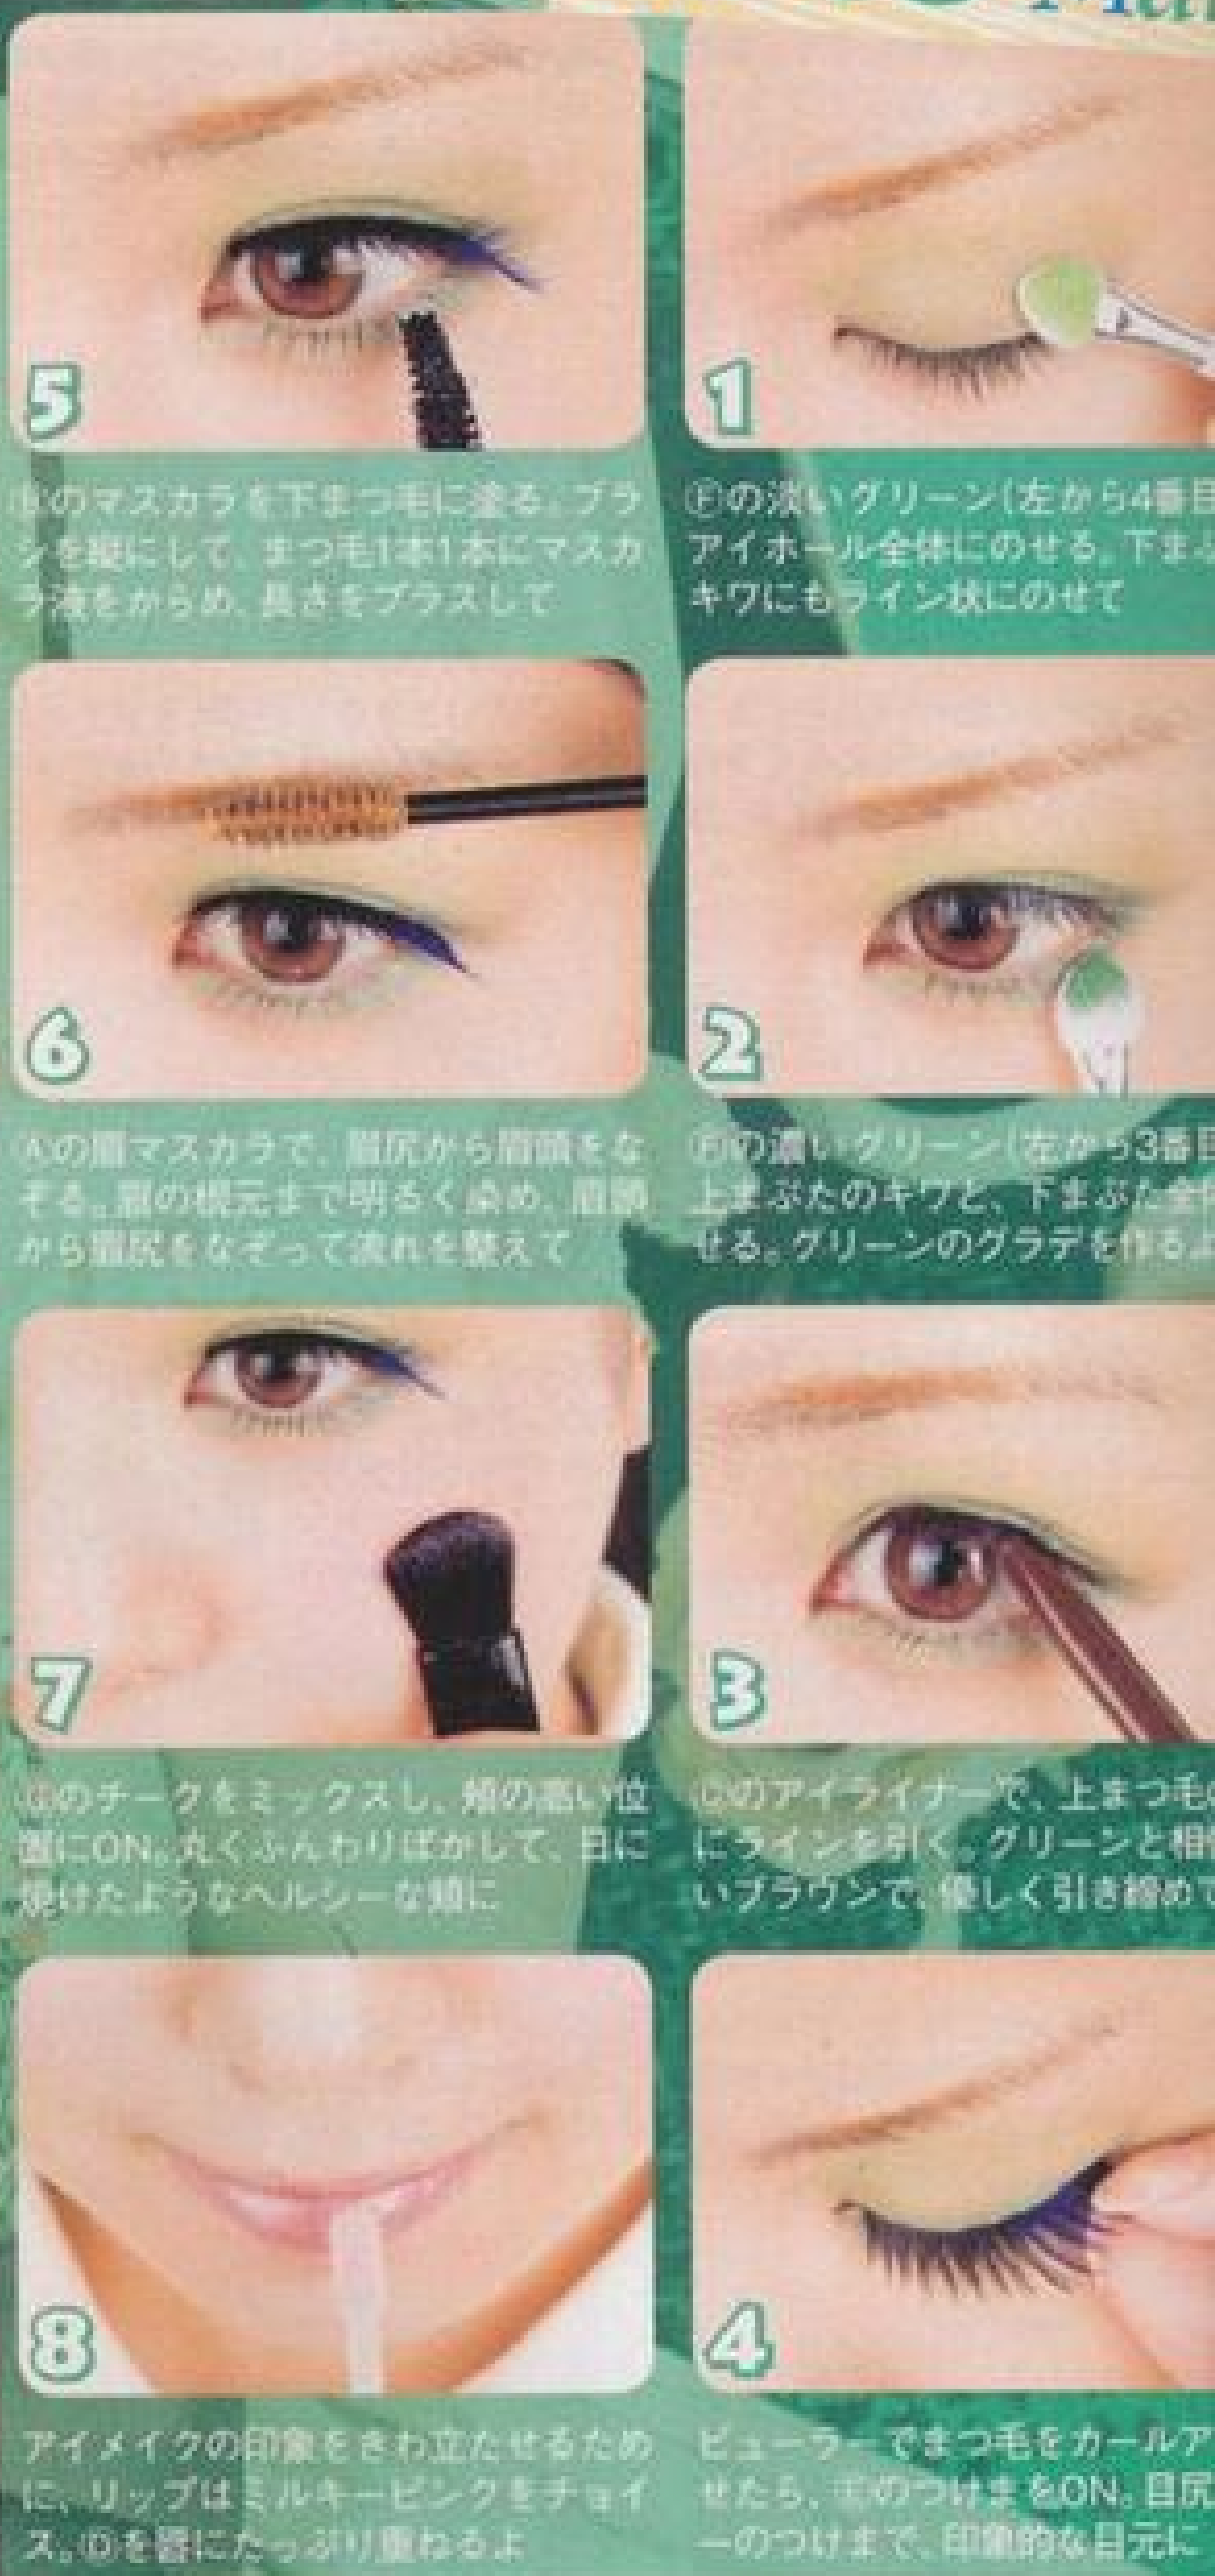 1
Ⓕの淡いグリーン(左から4番目
アイホール全体にのせる。下まぶ
キワにもライン状にのせて
2
Ⓕの濃いグリーン(左から3番目
上まぶたのキワと、下まぶた全体
せる。グリーンのグラデを作るよ
3
Ⓒのアイライナーで、上まつ毛の
にラインを引く。グリーンと相性
いブラウンで、優しく引き締めて
4
ビューラーでまつ毛をカールア
せたら、ⒺのつけまをON。目尻
ーのつけまで、印象的な目元に
5
のマスカラを下まつ毛に塗る。ブラ
シを縦にして、まつ毛1本1本にマスカ
ラ液をからめ、長さをプラスして
6
Ⓐの眉マスカラで、眉尻から眉頭をな
ぞる。眉の根元まで明るく染め、眉頭
から眉尻をなぞって流れを整えて
7
のチークをミックスし、頬の高い位
置にON。丸くふんわりぼかして、日に
焼けたようなヘルシーな頬に
8
アイメイクの印象をきわ立たせるため
に、リップはミルキーピンクをチョイ
ス。Ⓓを唇にたっぷり重ねるよ